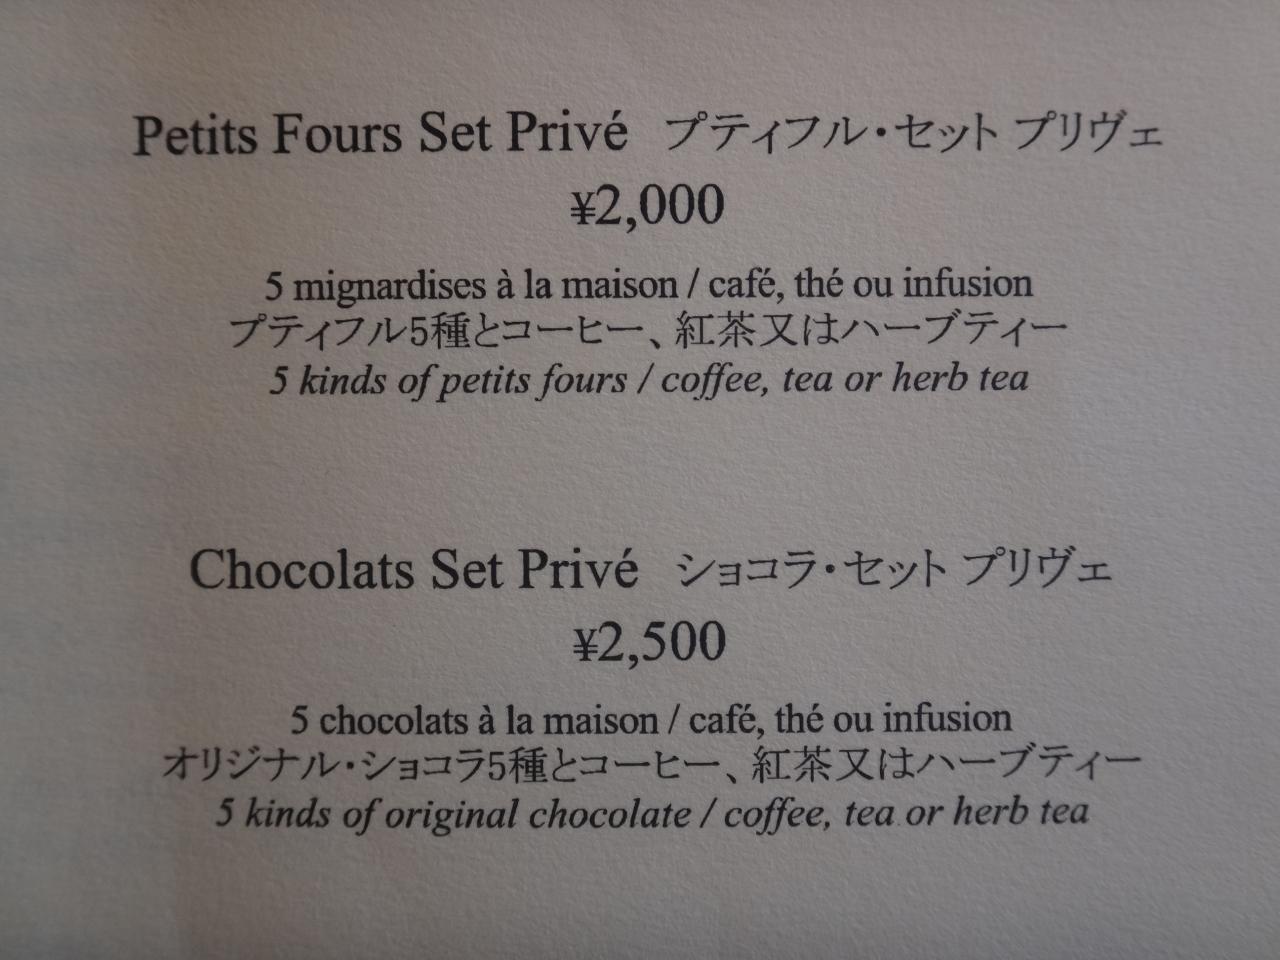 Petits Fours Set Privé プティフル・セット プリヴェ
¥2,000
5 mignardises à la maison / café, thé ou infusion
プティフル5種とコーヒー、紅茶又はハーブティー
5 kinds of petits fours / coffee, tea or herb tea
Chocolats Set Privé ショコラ・セット プリヴェ
¥2,500
5 chocolats à la maison / café, thé ou infusion
オリジナル・ショコラ5種とコーヒー、紅茶又はハーブティー
5 kinds of original chocolate / coffee, tea or herb tea